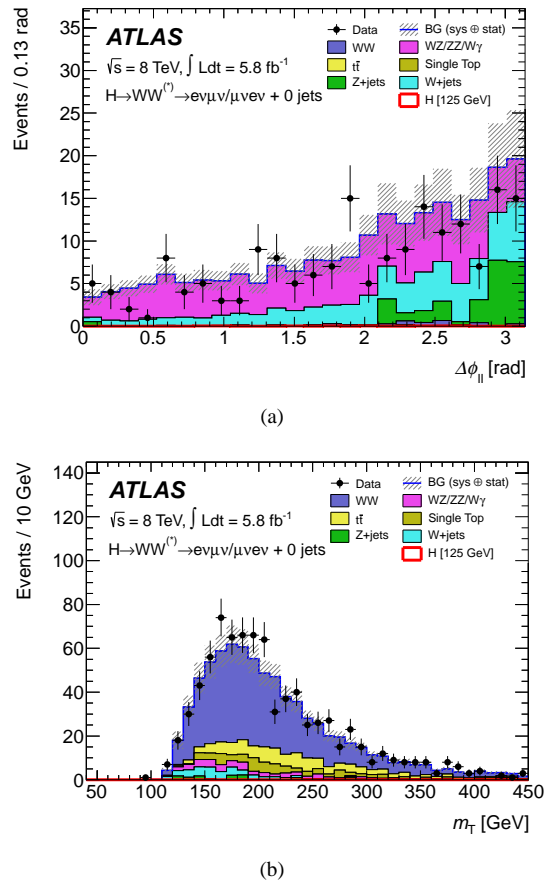 Events / 0.13 rad
35
30
25
20
15
10
5
0
ATLAS
√s = 8 TeV, ∫ Ldt = 5.8 fb⁻¹
H→WW⁽*⁾→eνμν/μνeν + 0 jets
Data
BG (sys ⊕ stat)
WW
WZ/ZZ/Wγ
tt̄
Single Top
Z+jets
W+jets
H [125 GeV]
0 0.5 1 1.5 2 2.5 3
Δϕ_ll [rad]
(a)
Events / 10 GeV
140
120
100
80
60
40
20
0
ATLAS
√s = 8 TeV, ∫ Ldt = 5.8 fb⁻¹
H→WW⁽*⁾→eνμν/μνeν + 0 jets
Data
BG (sys ⊕ stat)
WW
WZ/ZZ/Wγ
tt̄
Single Top
Z+jets
W+jets
H [125 GeV]
50 100 150 200 250 300 350 400 450
m_T [GeV]
(b)